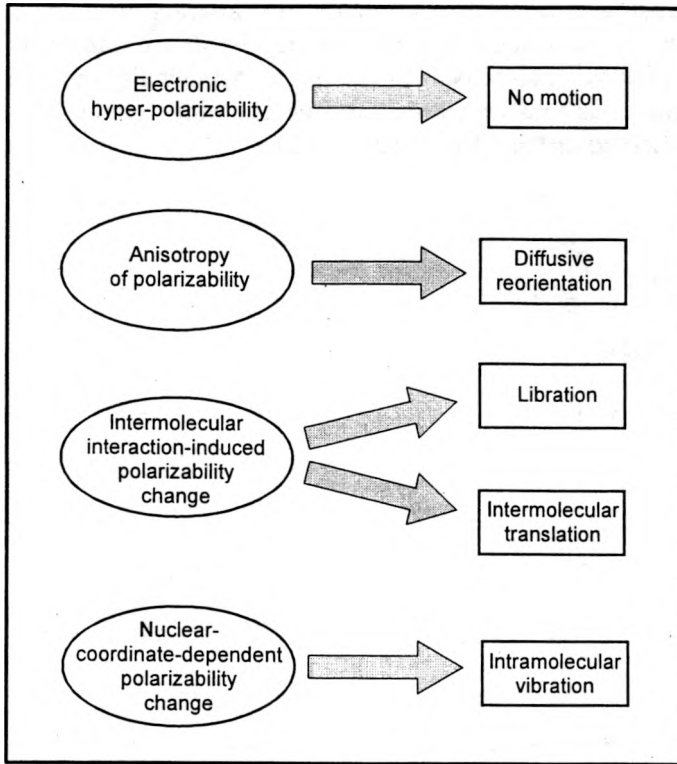 Electronic
hyper-polarizability
No motion
Anisotropy
of polarizability
Diffusive
reorientation
Intermolecular
interaction-induced
polarizability
change
Libration
Intermolecular
translation
Nuclear-
coordinate-dependent
polarizability
change
Intramolecular
vibration